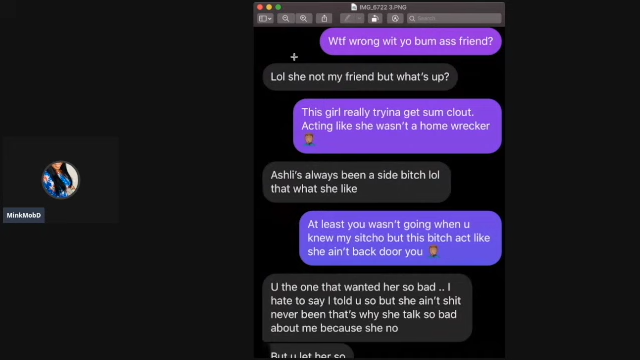 IMG_6722 3.PNG
Search
Wtf wrong wit yo bum ass friend?
Lol she not my friend but what's up?
This girl really tryina get sum clout.
Acting like she wasn't a home wrecker
Ashli's always been a side bitch lol
that what she like
At least you wasn't going when u
knew my sitcho but this bitch act like
she ain't back door you
U the one that wanted her so bad .. I
hate to say I told u so but she ain't shit
never been that's why she talk so bad
about me because she no
But u let her so
MinkMobD